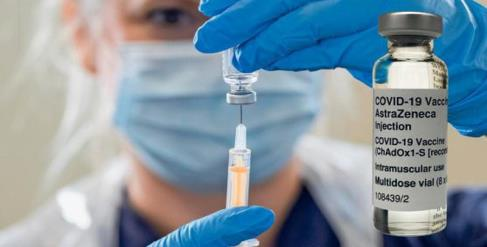 COVID-19 Vacc
AstraZeneca
Injection
COVID-19 Vaccine
(ChAdOx1-S [recom
Intramuscular use
Multidose vial (8 x
108439/2